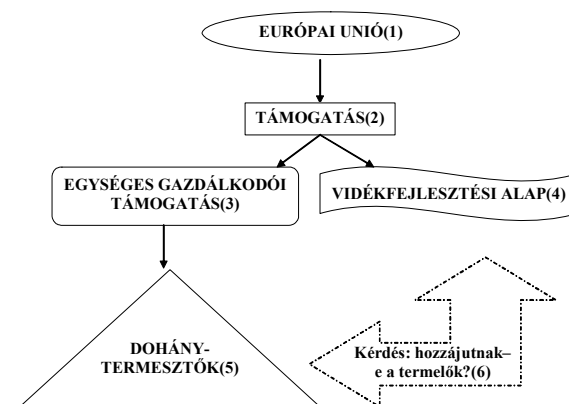 EURÓPAI UNIÓ(1)
TÁMOGATÁS(2)
EGYSÉGES GAZDÁLKODÓI
TÁMOGATÁS(3)
VIDÉKFEJLESZTÉSI ALAP(4)
DOHÁNY-
TERMESZTŐK(5)
Kérdés: hozzájutnak–
e a termelők?(6)